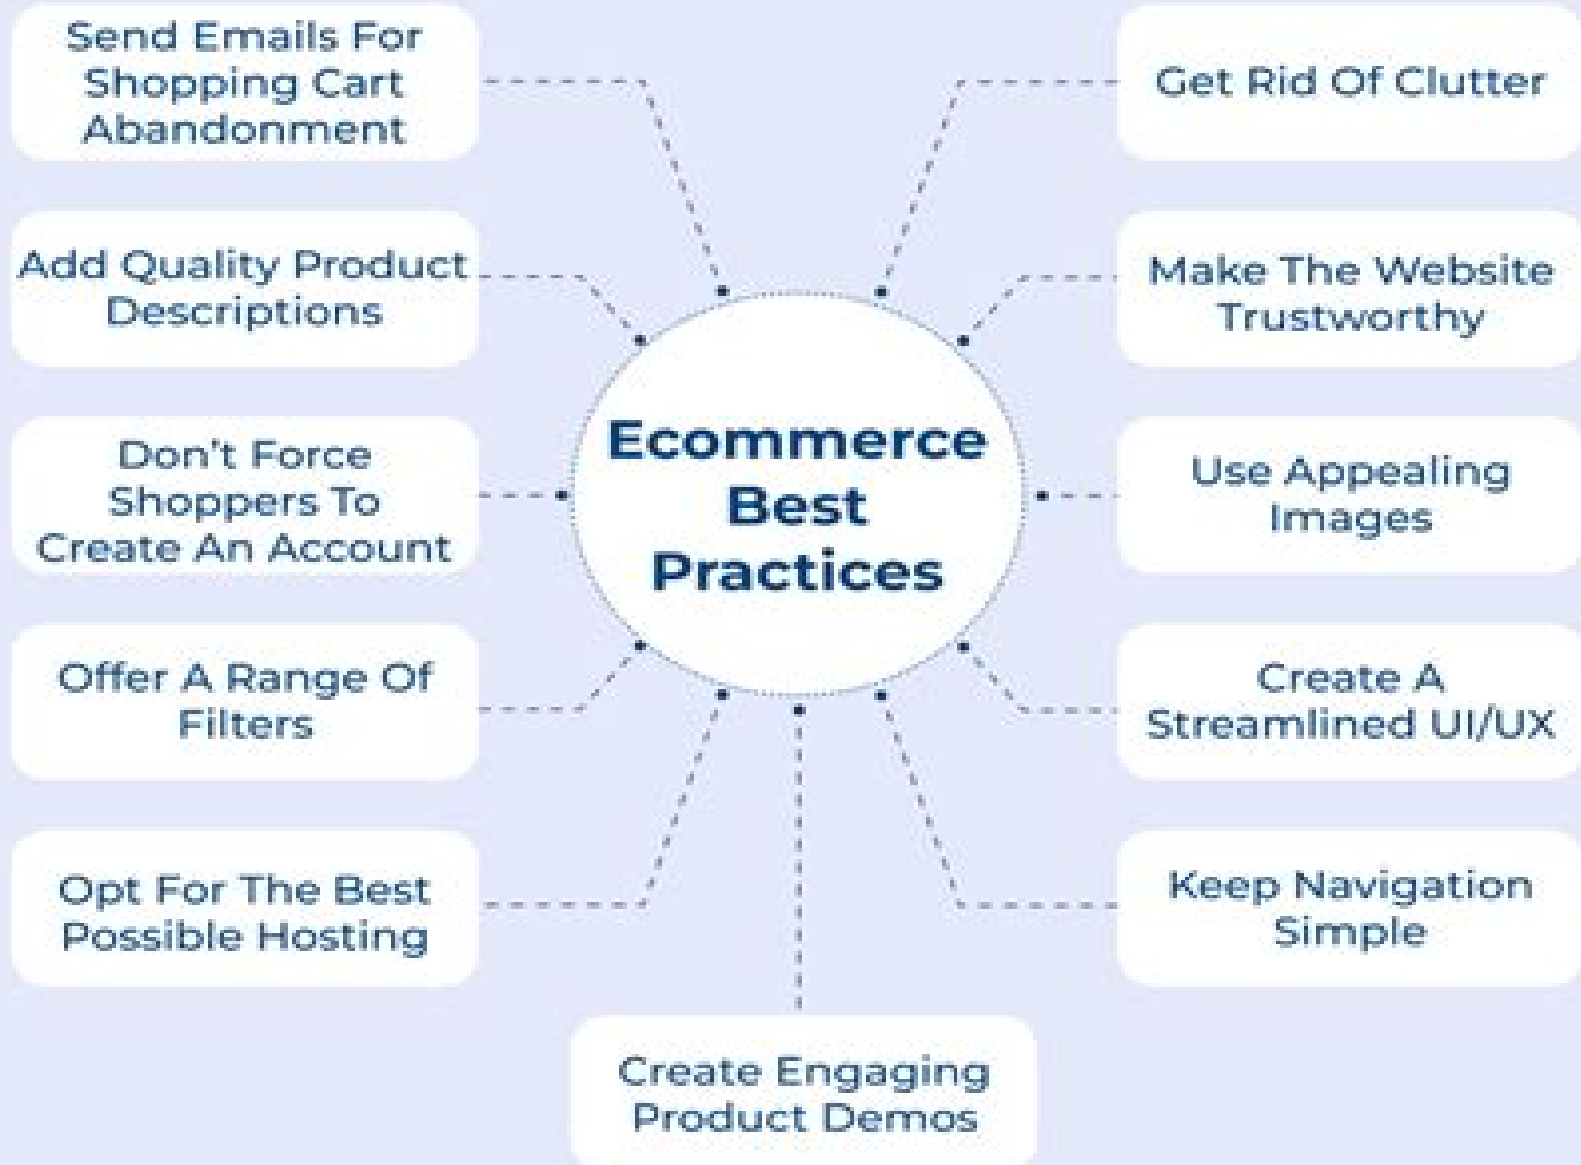 Send Emails For
Shopping Cart
Abandonment
Add Quality Product
Descriptions
Don't Force
Shoppers To
Create An Account
Offer A Range Of
Filters
Opt For The Best
Possible Hosting
Ecommerce
Best
Practices
Get Rid Of Clutter
Make The Website
Trustworthy
Use Appealing
Images
Create A
Streamlined UI/UX
Keep Navigation
Simple
Create Engaging
Product Demos